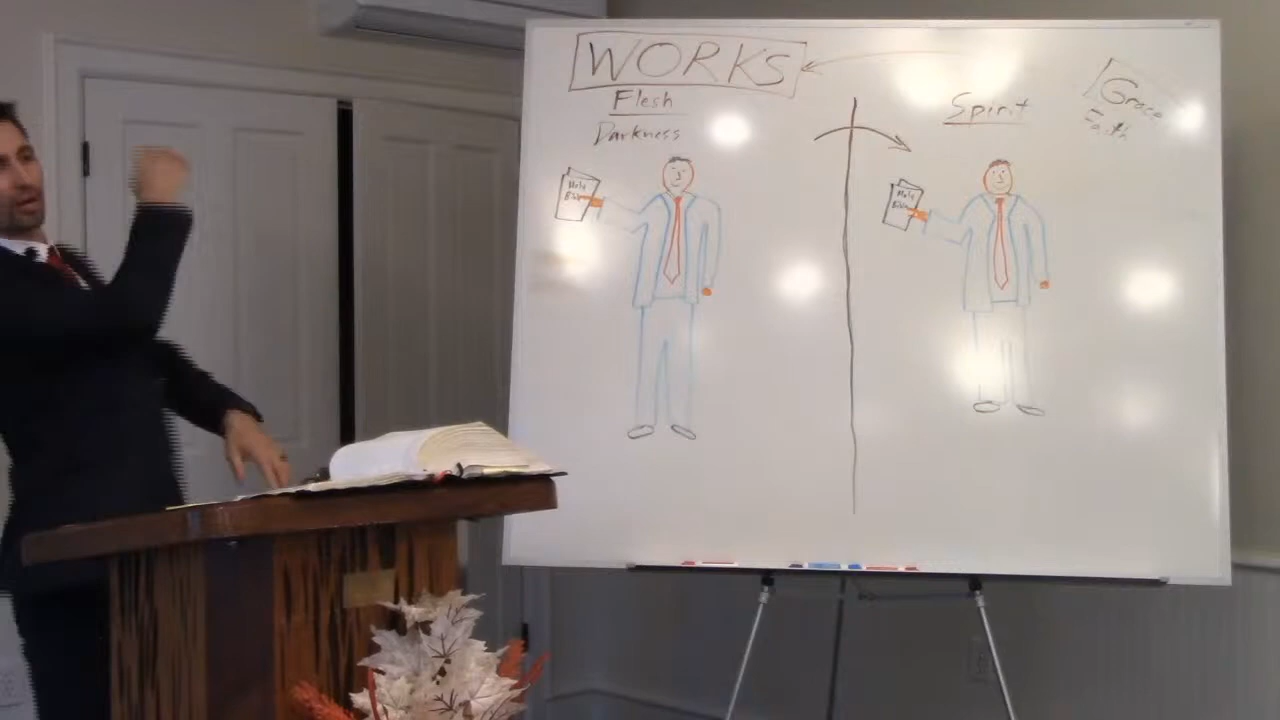 WORKS
Flesh
Darkness
Holy
Bible
Spirit
Grace
Faith
Holy
Bible